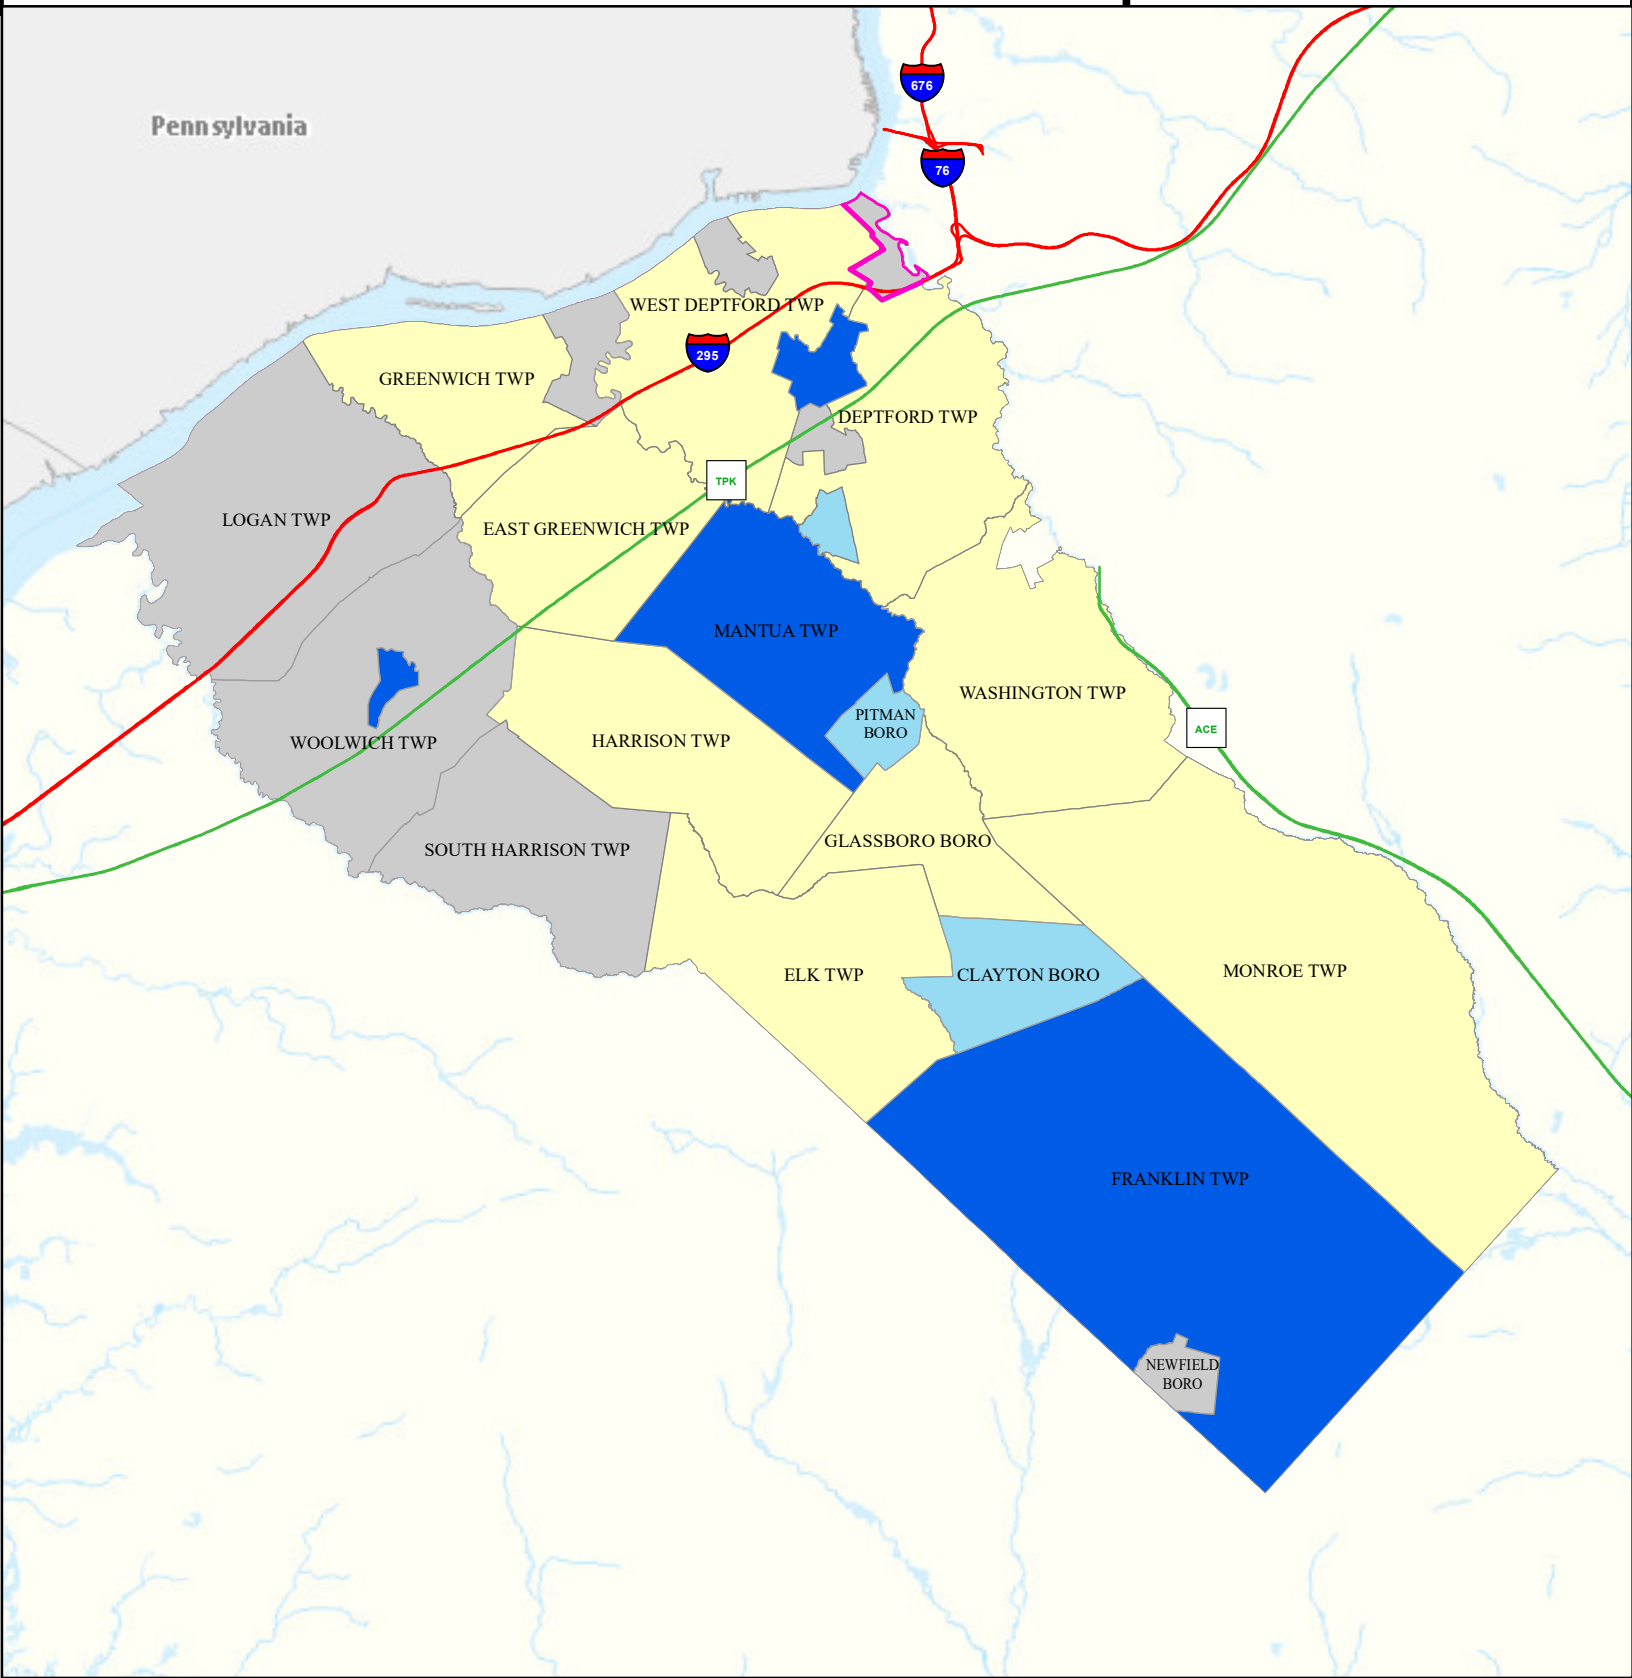 676
Pennsylvania
76
WEST DEPTFORD TWP
295
GREENWICH TWP
DEPTFORD TWP
TPK
LOGAN TWP
EAST GREENWICH TWP
MANTUA TWP
WASHINGTON TWP
PITMAN
BORO
ACE
WOOLWICH TWP
HARRISON TWP
GLASSBORO BORO
SOUTH HARRISON TWP
ELK TWP
CLAYTON BORO
MONROE TWP
FRANKLIN TWP
NEWFIELD
BORO